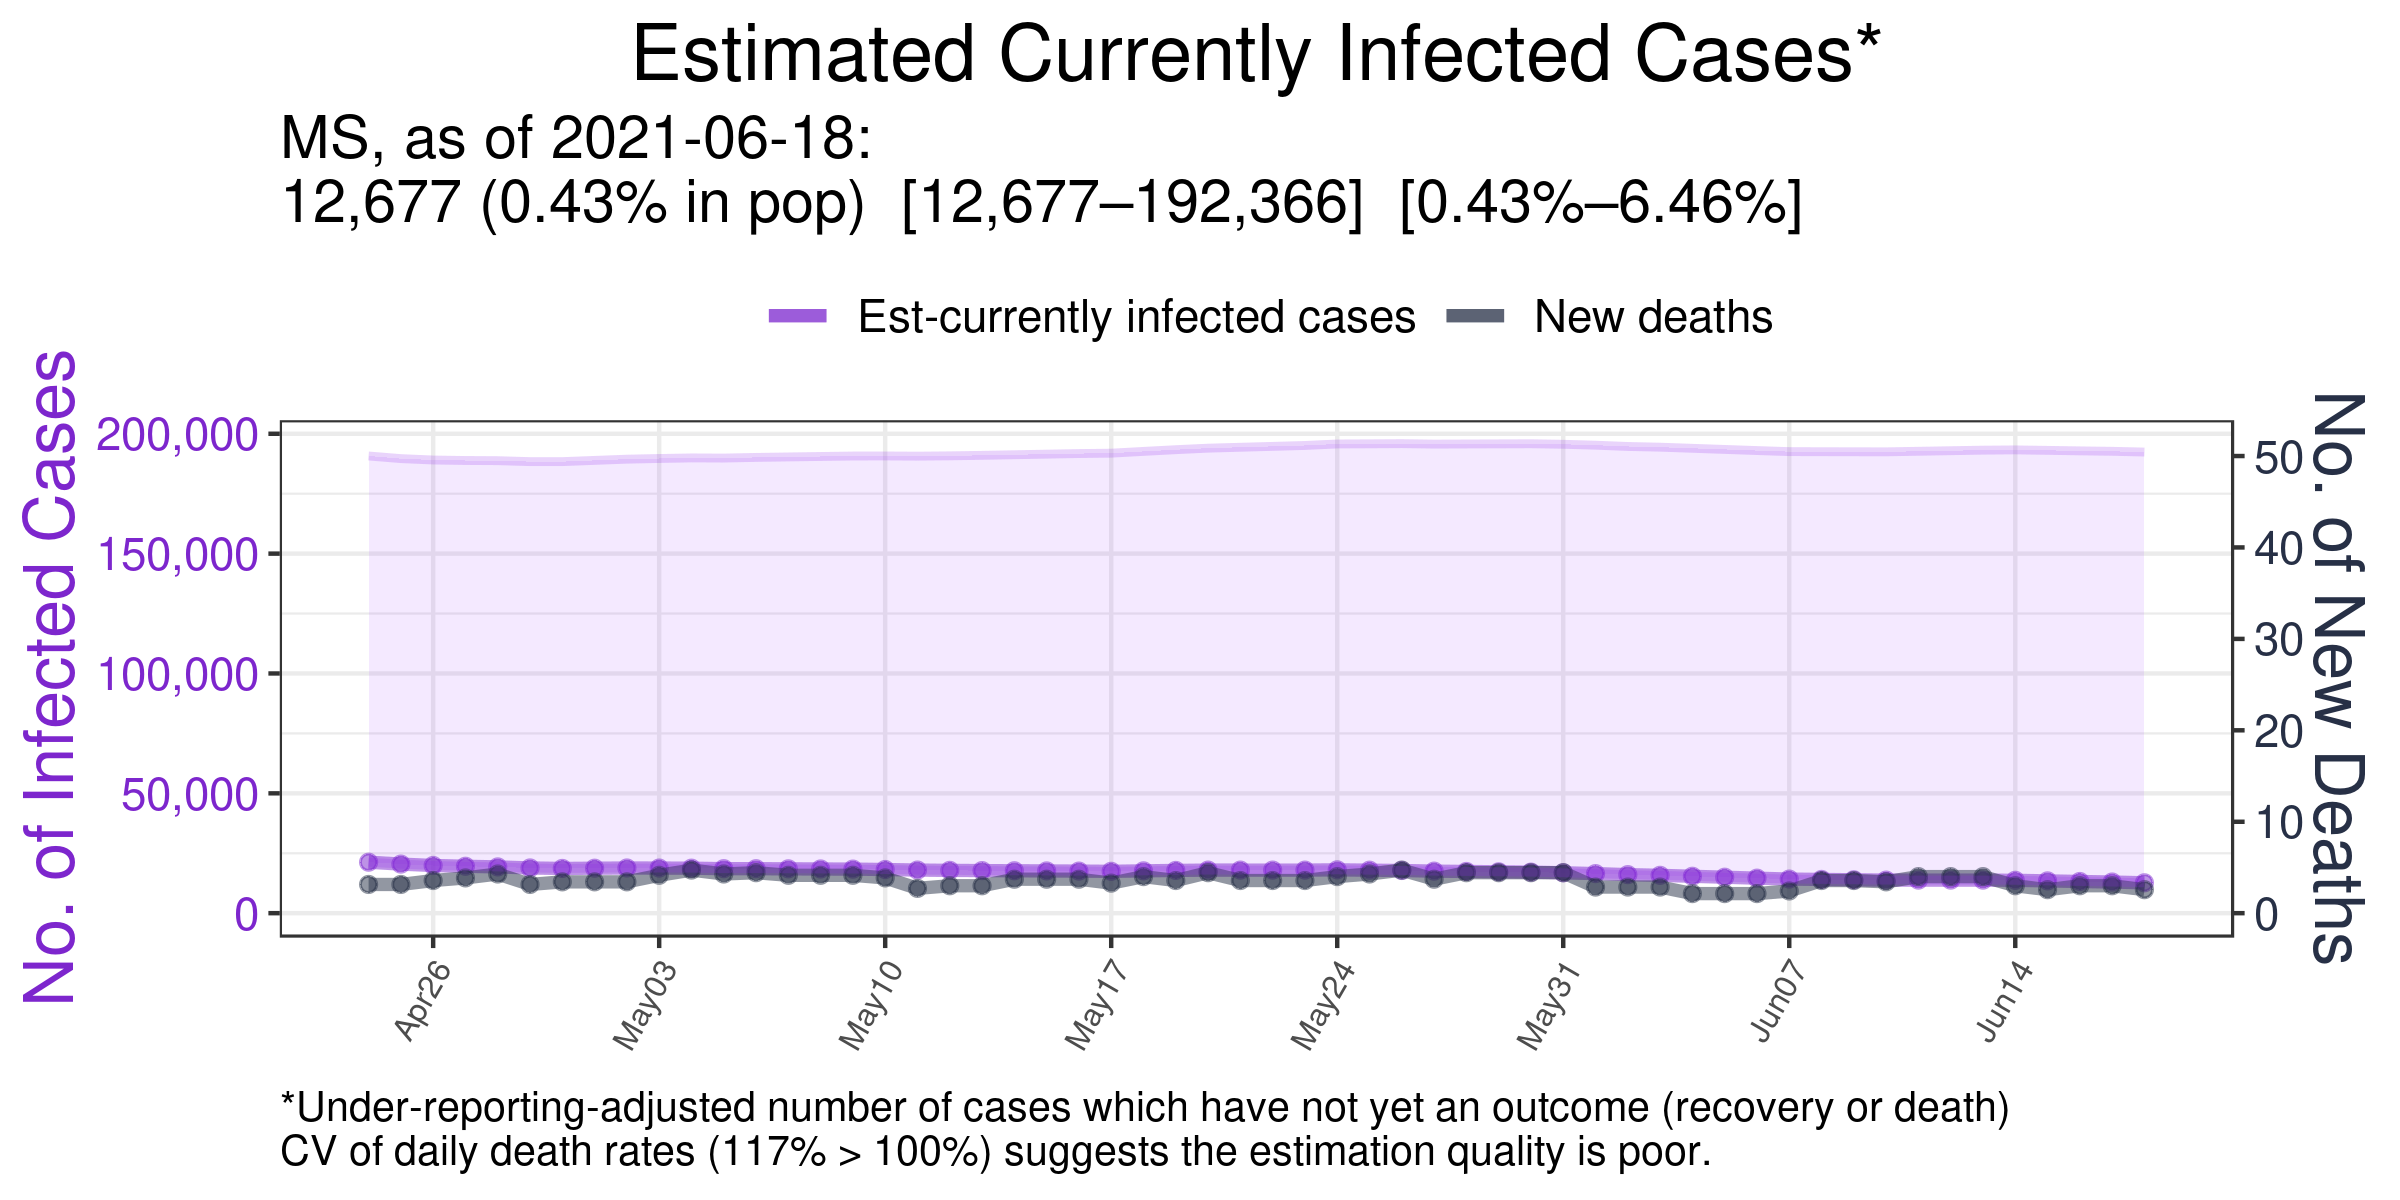 Estimated Currently Infected Cases*
MS, as of 2021-06-18:
12,677 (0.43% in pop)  [12,677–192,366]  [0.43%–6.46%]
Est-currently infected cases
New deaths
No. of Infected Cases
200,000
150,000
100,000
50,000
0
50
40
30
20
10
0
No. of New Deaths
Apr26
May03
May10
May17
May24
May31
Jun07
Jun14
*Under-reporting-adjusted number of cases which have not yet an outcome (recovery or death)
CV of daily death rates (117% > 100%) suggests the estimation quality is poor.